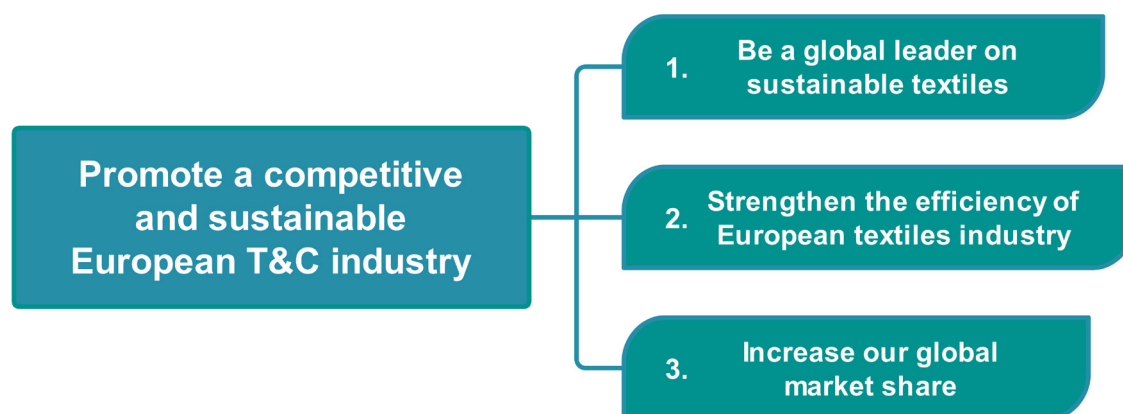 Promote a competitive
and sustainable
European T&C industry
1. Be a global leader on
sustainable textiles
2. Strengthen the efficiency of
European textiles industry
3. Increase our global
market share